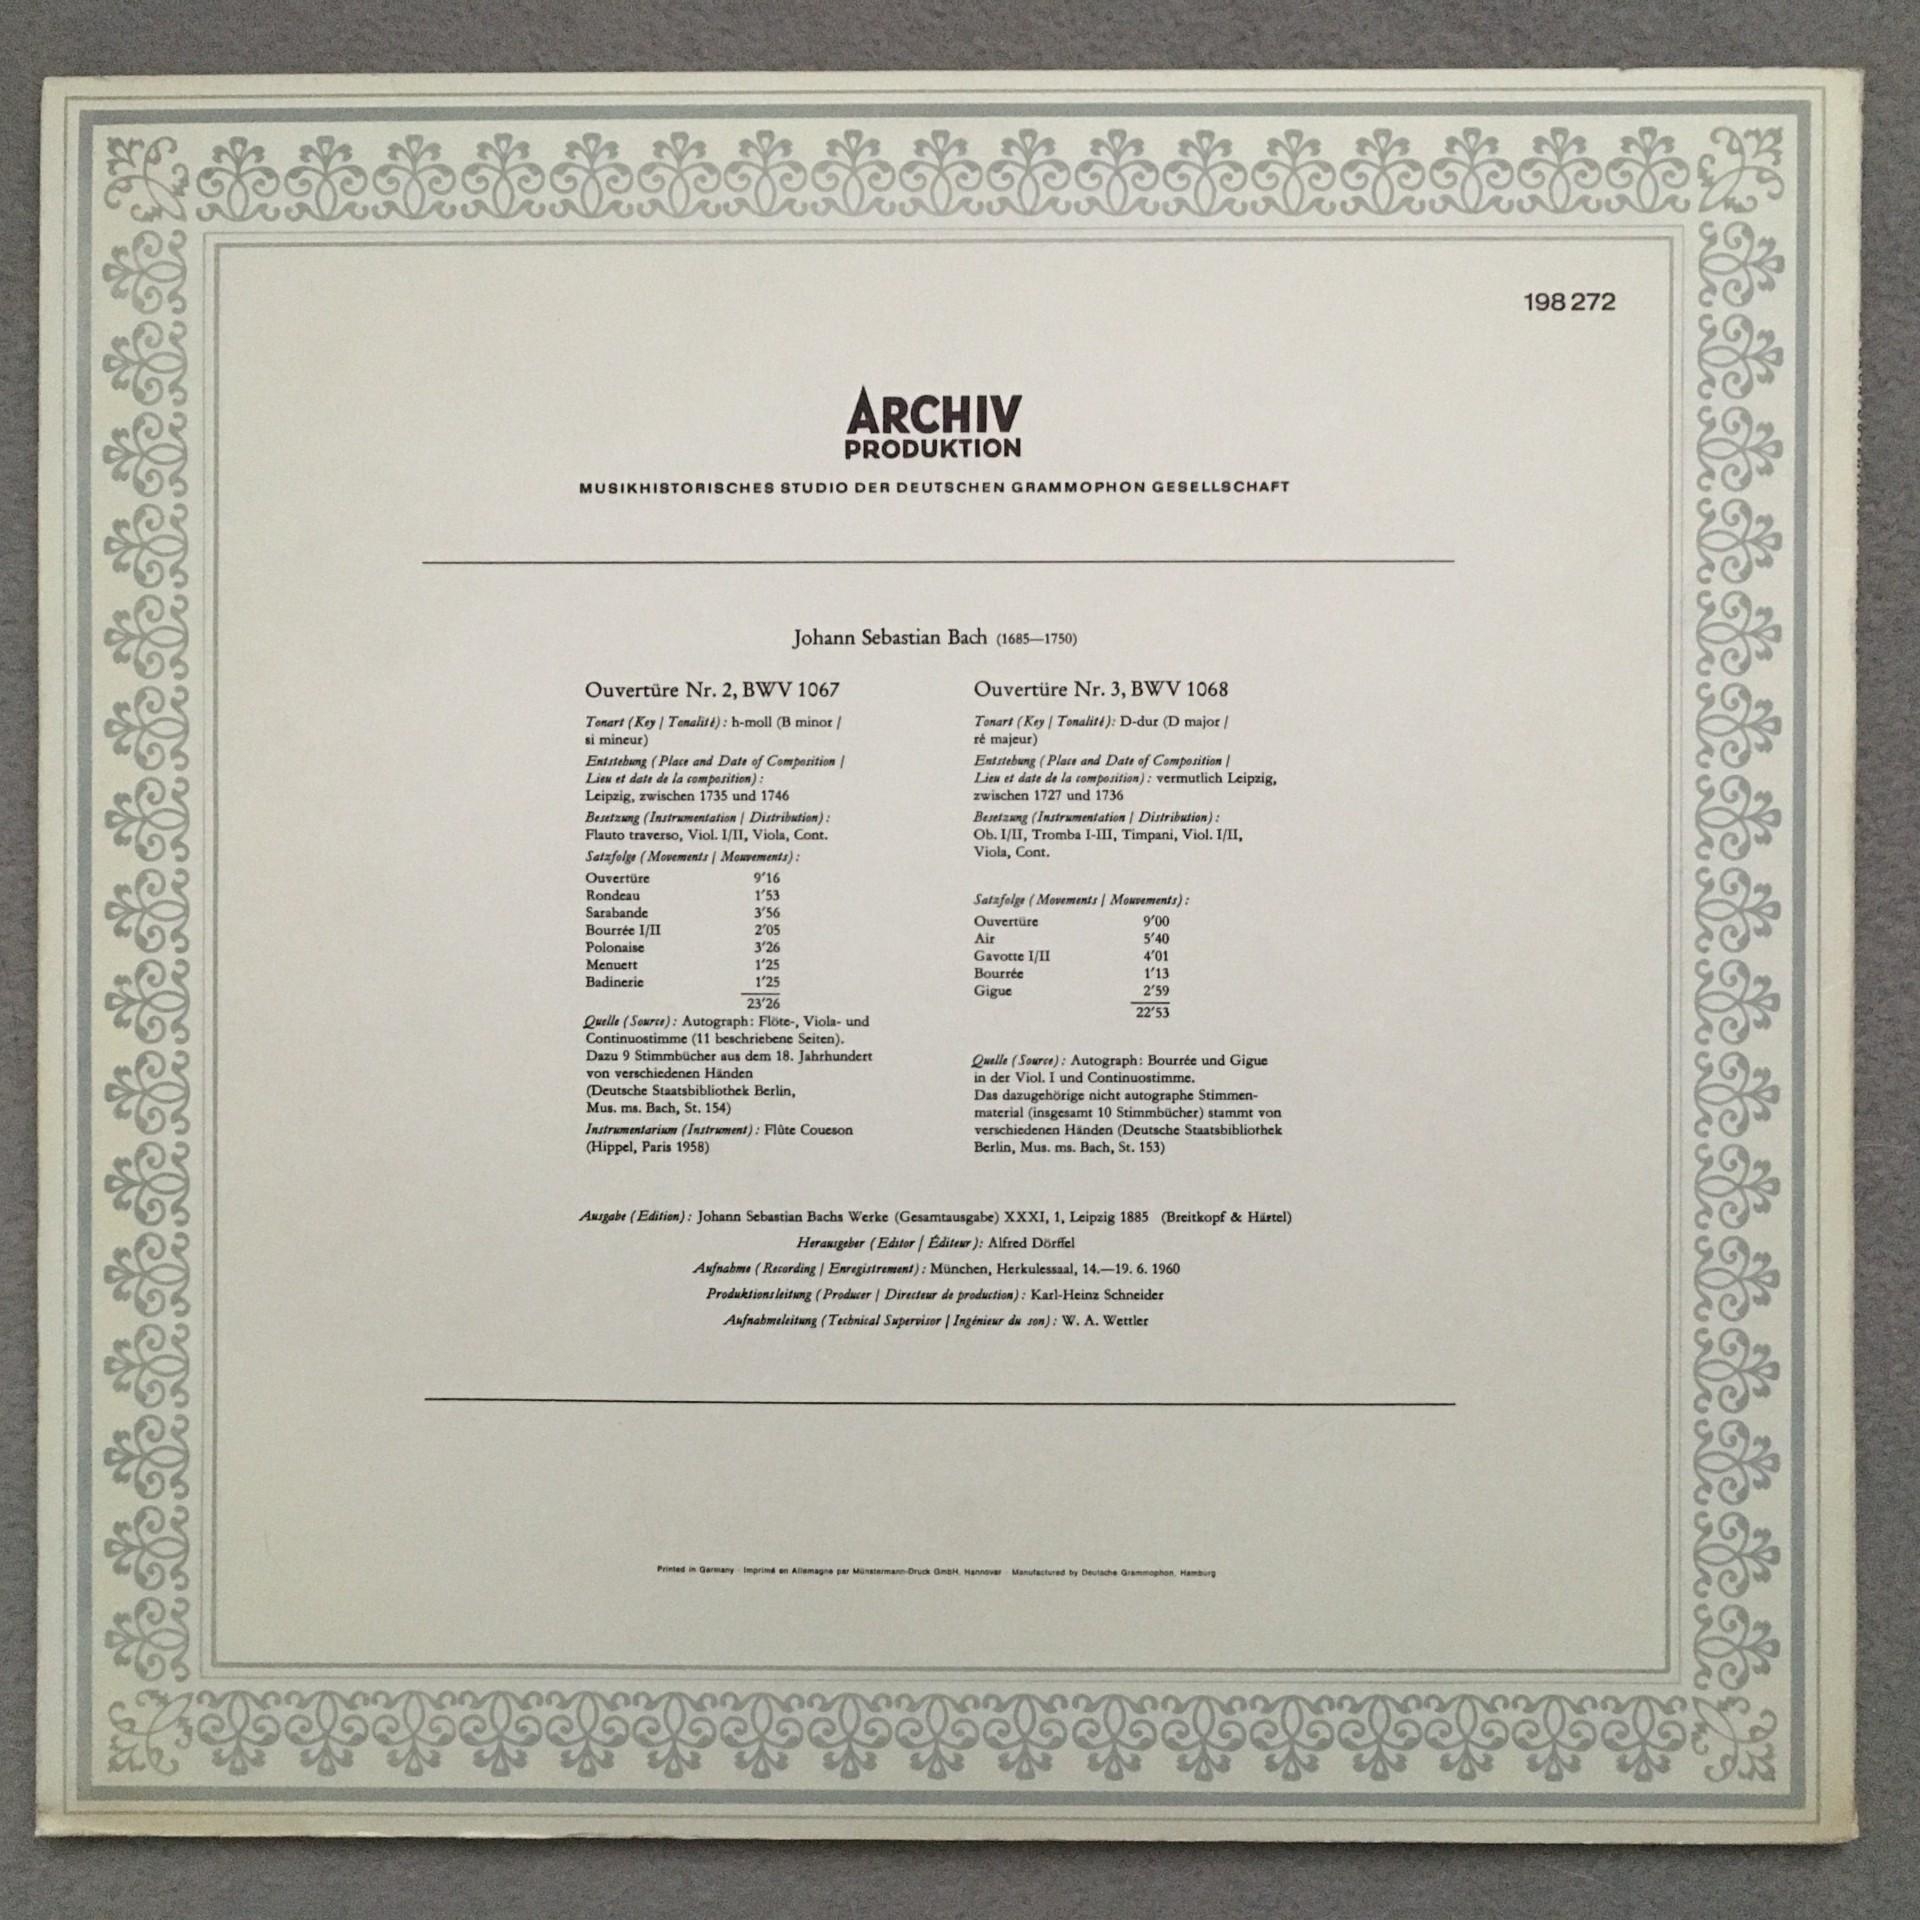 198 272
ARCHIV
PRODUKTION
MUSIKHISTORISCHES STUDIO DER DEUTSCHEN GRAMMOPHON GESELLSCHAFT
Johann Sebastian Bach (1685—1750)
Ouvertüre Nr. 2, BWV 1067
Tonart (Key / Tonalité): h-moll (B minor /
si mineur)
Entstehung (Place and Date of Composition /
Lieu et date de la composition):
Leipzig, zwischen 1735 und 1746
Besetzung (Instrumentation / Distribution):
Flauto traverso, Viol. I/II, Viola, Cont.
Satzfolge (Movements / Mouvements):
Ouvertüre 9'16
Rondeau 1'53
Sarabande 3'56
Bourrée I/II 2'05
Polonaise 3'26
Menuett 1'25
Badinerie 1'25
23'26
Quelle (Source): Autograph: Flöte-, Viola- und
Continuostimme (11 beschriebene Seiten).
Dazu 9 Stimmbücher aus dem 18. Jahrhundert
von verschiedenen Händen
(Deutsche Staatsbibliothek Berlin,
Mus. ms. Bach, St. 154)
Instrumentarium (Instrument): Flûte Coueson
(Hippel, Paris 1958)
Ouvertüre Nr. 3, BWV 1068
Tonart (Key / Tonalité): D-dur (D major /
ré majeur)
Entstehung (Place and Date of Composition /
Lieu et date de la composition): vermutlich Leipzig,
zwischen 1727 und 1736
Besetzung (Instrumentation / Distribution):
Ob. I/II, Tromba I-III, Timpani, Viol. I/II,
Viola, Cont.
Satzfolge (Movements / Mouvements):
Ouvertüre 9'00
Air 5'40
Gavotte I/II 4'01
Bourrée 1'13
Gigue 2'59
22'53
Quelle (Source): Autograph: Bourrée und Gigue
in der Viol. I und Continuostimme.
Das dazugehörige nicht autographe Stimmen-
material (insgesamt 10 Stimmbücher) stammt von
verschiedenen Händen (Deutsche Staatsbibliothek
Berlin, Mus. ms. Bach, St. 153)
Ausgabe (Edition): Johann Sebastian Bachs Werke (Gesamtausgabe) XXXI, 1, Leipzig 1885 (Breitkopf & Härtel)
Herausgeber (Editor / Éditeur): Alfred Dörffel
Aufnahme (Recording / Enregistrement): München, Herkulessaal, 14.—19. 6. 1960
Produktionsleitung (Producer / Directeur de production): Karl-Heinz Schneider
Aufnahmeleitung (Technical Supervisor / Ingénieur du son): W. A. Wettler
Printed in Germany · Imprimé en Allemagne par Münstermann-Druck GmbH, Hannover · Manufactured by Deutsche Grammophon, Hamburg